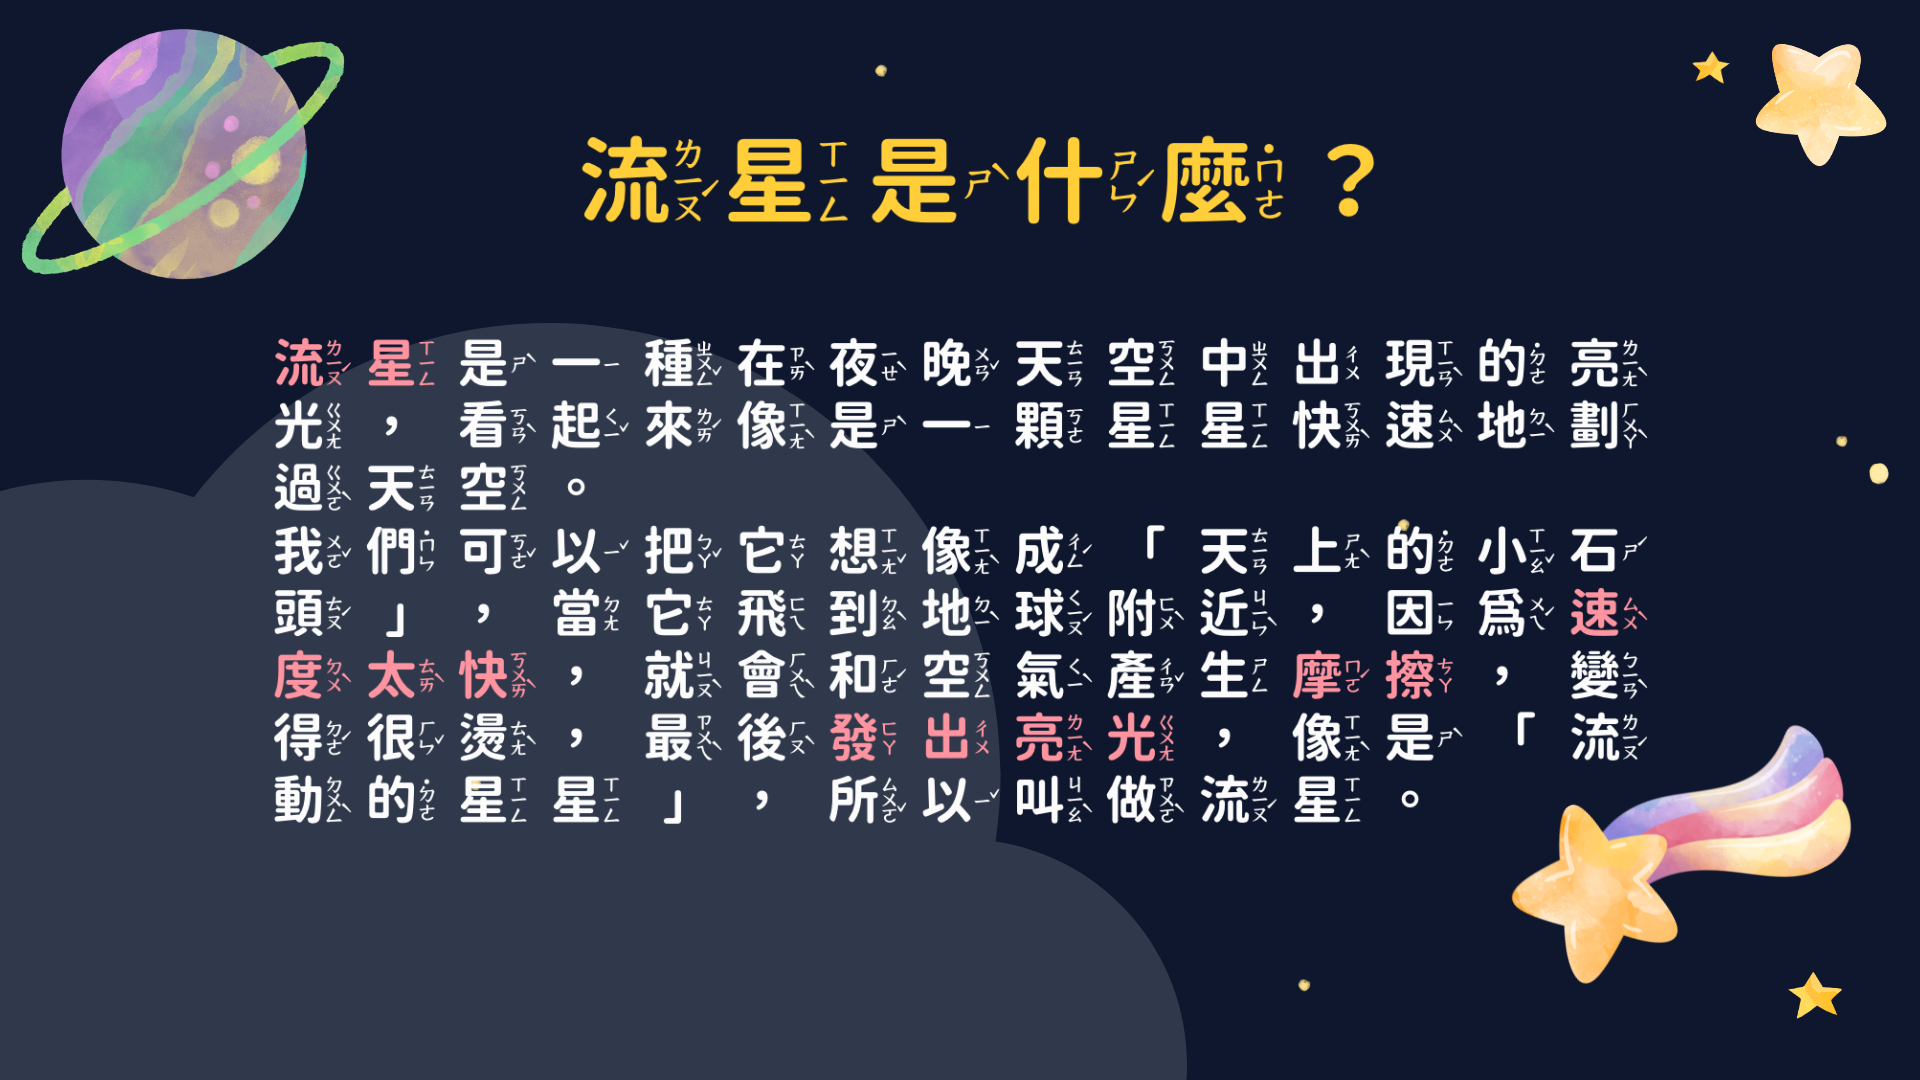 流星是什麼？
流星是一種在夜晚天空中出現的亮
光，看起來像是一顆星星快速地劃
過天空。
我們可以把它想像成「天上的小石
頭」，當它飛到地球附近，因為速
度太快，就會和空氣產生摩擦，變
得很燙，最後發出亮光，像是「流
動的星星」，所以叫做流星。